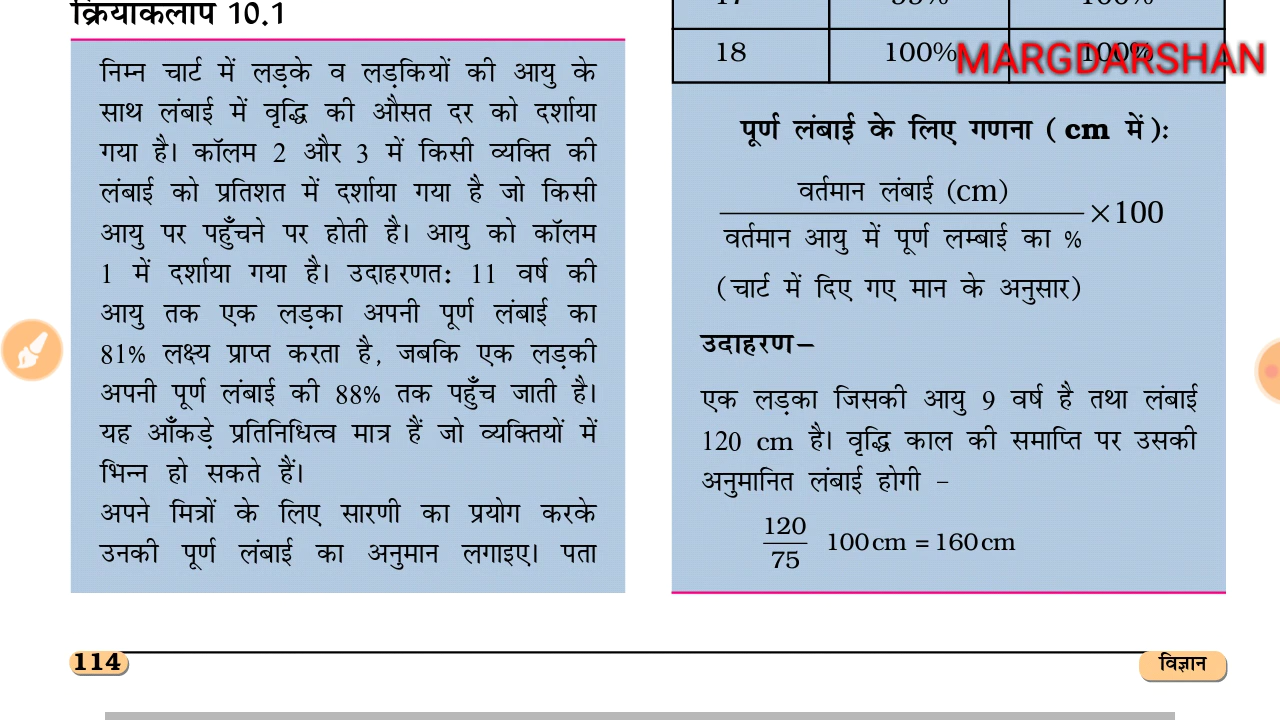 क्रियाकलाप 10.1
निम्न चार्ट में लड़के व लड़कियों की आयु के
साथ लंबाई में वृद्धि की औसत दर को दर्शाया
गया है। कॉलम 2 और 3 में किसी व्यक्ति की
लंबाई को प्रतिशत में दर्शाया गया है जो किसी
आयु पर पहुँचने पर होती है। आयु को कॉलम
1 में दर्शाया गया है। उदाहरणतः 11 वर्ष की
आयु तक एक लड़का अपनी पूर्ण लंबाई का
81% लक्ष्य प्राप्त करता है, जबकि एक लड़की
अपनी पूर्ण लंबाई की 88% तक पहुँच जाती है।
यह आँकड़े प्रतिनिधित्व मात्र हैं जो व्यक्तियों में
भिन्न हो सकते हैं।
अपने मित्रों के लिए सारणी का प्रयोग करके
उनकी पूर्ण लंबाई का अनुमान लगाइए। पता
18 100% 100%
MARGDARSHAN
पूर्ण लंबाई के लिए गणना ( cm में ):
वर्तमान लंबाई (cm)
वर्तमान आयु में पूर्ण लम्बाई का %
×100
(चार्ट में दिए गए मान के अनुसार)
उदाहरण–
एक लड़का जिसकी आयु 9 वर्ष है तथा लंबाई
120 cm है। वृद्धि काल की समाप्ति पर उसकी
अनुमानित लंबाई होगी -
120
75
100cm = 160cm
114
विज्ञान